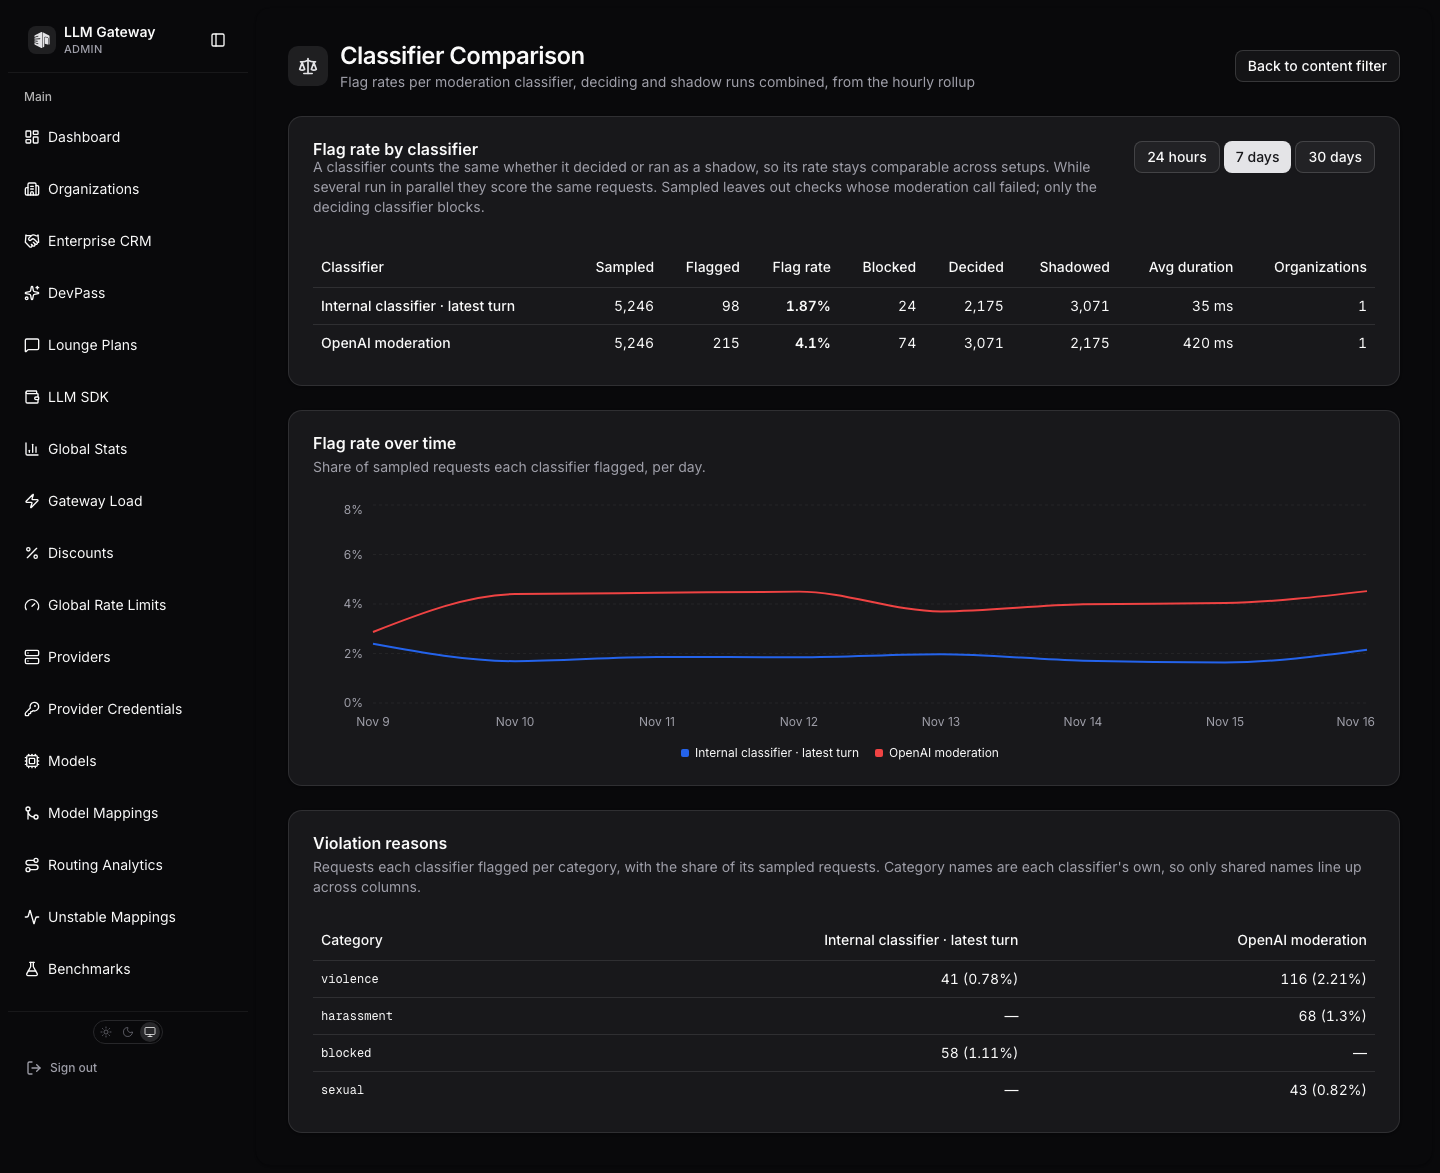 LLM Gateway
ADMIN
Main
Dashboard
Organizations
Enterprise CRM
DevPass
Lounge Plans
LLM SDK
Global Stats
Gateway Load
Discounts
Global Rate Limits
Providers
Provider Credentials
Models
Model Mappings
Routing Analytics
Unstable Mappings
Benchmarks
Sign out
Classifier Comparison
Flag rates per moderation classifier, deciding and shadow runs combined, from the hourly rollup
Back to content filter
Flag rate by classifier
A classifier counts the same whether it decided or ran as a shadow, so its rate stays comparable across setups. While
several run in parallel they score the same requests. Sampled leaves out checks whose moderation call failed; only the
deciding classifier blocks.
24 hours 7 days 30 days
Classifier Sampled Flagged Flag rate Blocked Decided Shadowed Avg duration Organizations
Internal classifier · latest turn 5,246 98 1.87% 24 2,175 3,071 35 ms 1
OpenAI moderation 5,246 215 4.1% 74 3,071 2,175 420 ms 1
Flag rate over time
Share of sampled requests each classifier flagged, per day.
8%
6%
4%
2%
0%
Nov 9 Nov 10 Nov 11 Nov 12 Nov 13 Nov 14 Nov 15 Nov 16
Internal classifier · latest turn OpenAI moderation
Violation reasons
Requests each classifier flagged per category, with the share of its sampled requests. Category names are each classifier's own, so only shared names line up
across columns.
Category Internal classifier · latest turn OpenAI moderation
violence 41 (0.78%) 116 (2.21%)
harassment — 68 (1.3%)
blocked 58 (1.11%) —
sexual — 43 (0.82%)